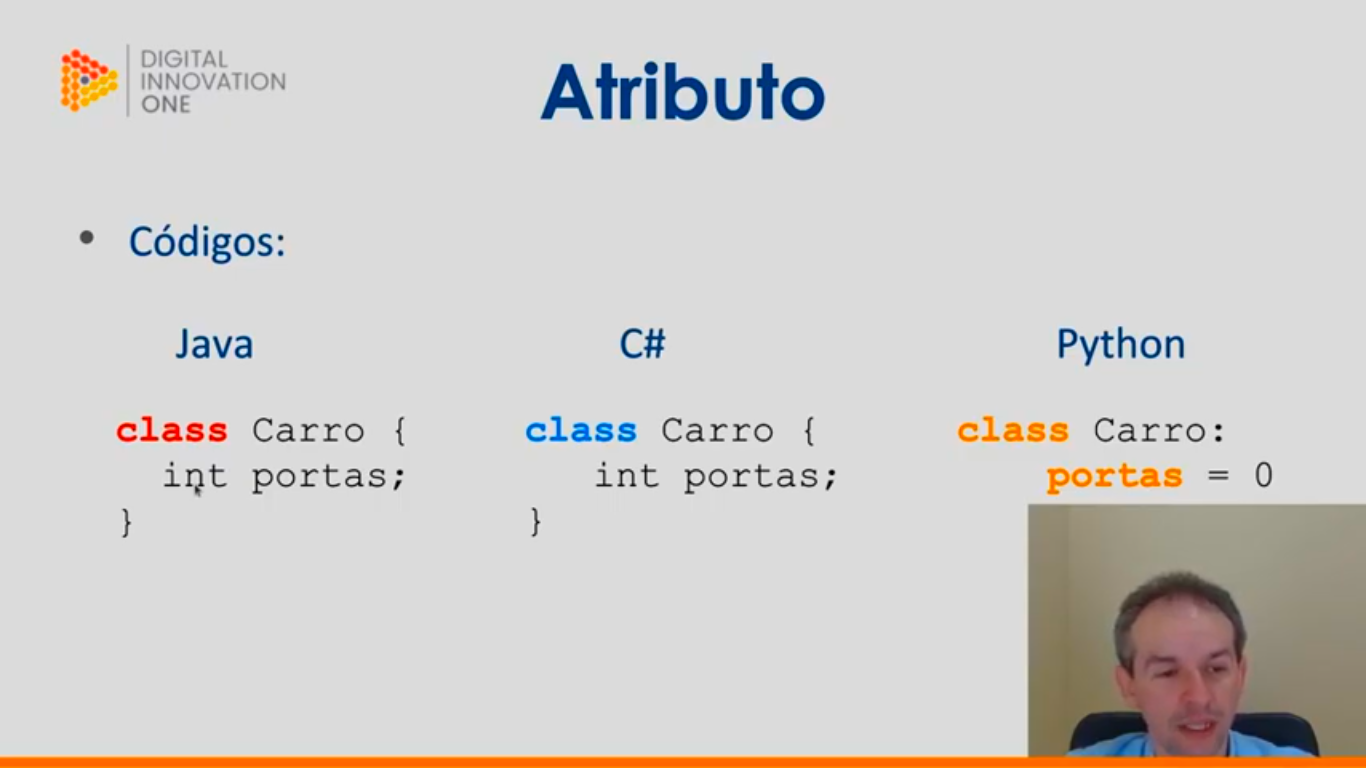 DIGITAL
INNOVATION
ONE
Atributo
• Códigos:
Java
class Carro {
int portas;
}
C#
class Carro {
int portas;
}
Python
class Carro:
portas = 0